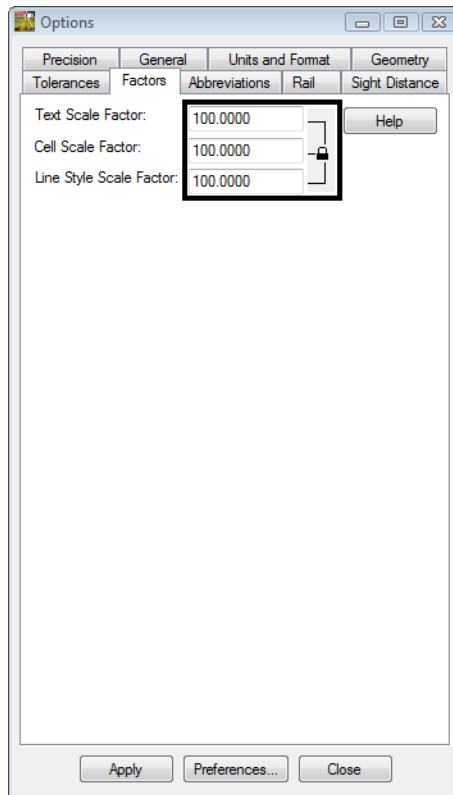 Options
Precision General Units and Format Geometry
Tolerances Factors Abbreviations Rail Sight Distance
Text Scale Factor: 100.0000 Help
Cell Scale Factor: 100.0000
Line Style Scale Factor: 100.0000
Apply Preferences... Close